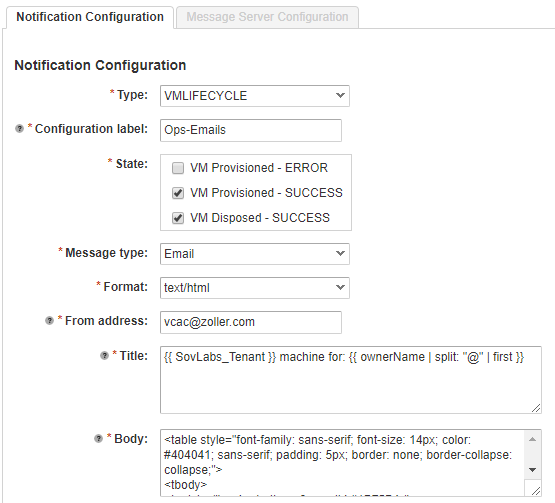 Notification Configuration
Message Server Configuration
Notification Configuration
* Type: VMLIFECYCLE
? * Configuration label: Ops-Emails
* State:
VM Provisioned - ERROR
VM Provisioned - SUCCESS
VM Disposed - SUCCESS
* Message type: Email
* Format: text/html
? * From address: vcac@zoller.com
? * Title: {{ SovLabs_Tenant }} machine for: {{ ownerName | split: "@" | first }}
? * Body: <table style="font-family: sans-serif; font-size: 14px; color:
#404041; sans-serif; padding: 5px; border: none; border-collapse:
collapse;">
<tbody>